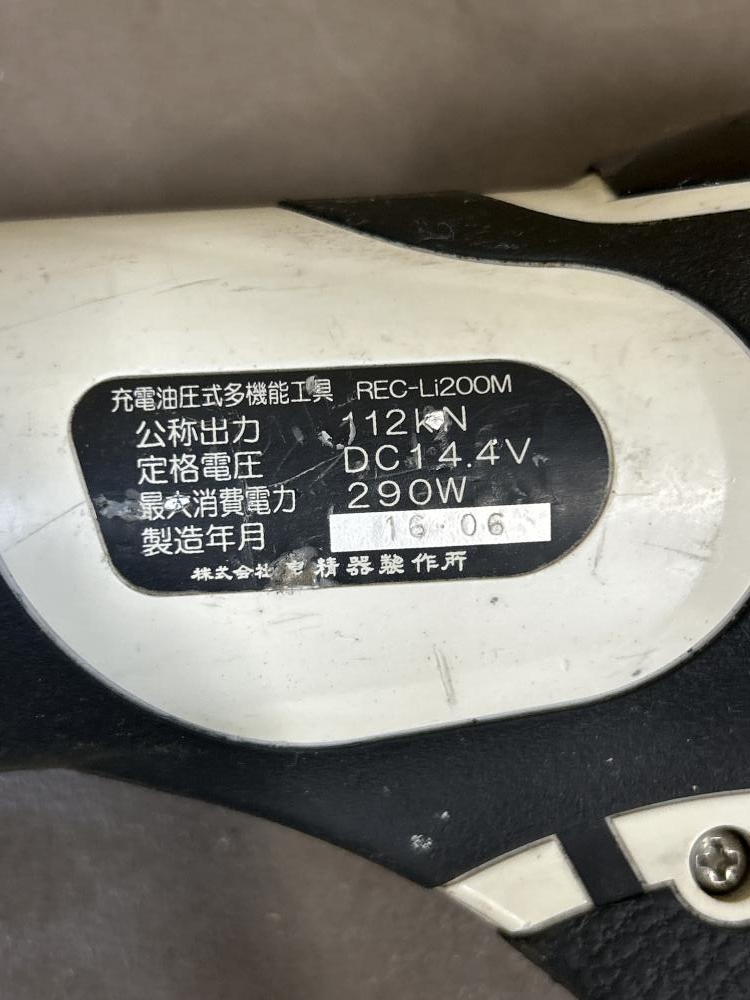 充電油圧式多機能工具 REC-Li200M
公称出力 112kN
定格電圧 DC14.4V
最大消費電力 290W
製造年月 16・06
株式会社 精器製作所